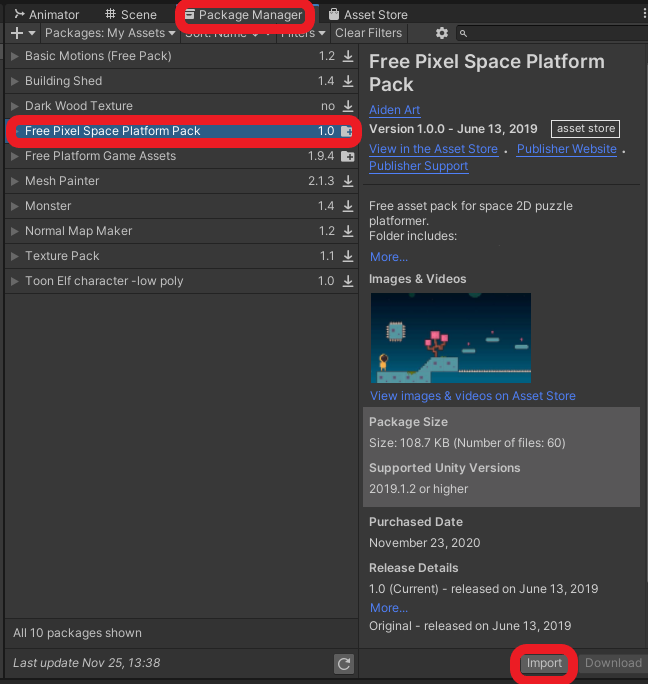 Animator
Scene
Package Manager
Asset Store
Packages: My Assets
Sort: Name
Filters
Clear Filters
Basic Motions (Free Pack) 1.2
Building Shed 1.4
Dark Wood Texture no
Free Pixel Space Platform Pack 1.0
Free Platform Game Assets 1.9.4
Mesh Painter 2.1.3
Monster 1.4
Normal Map Maker 1.2
Texture Pack 1.1
Toon Elf character -low poly 1.0
All 10 packages shown
Last update Nov 25, 13:38
Free Pixel Space Platform
Pack
Aiden Art
Version 1.0.0 - June 13, 2019 asset store
View in the Asset Store . Publisher Website .
Publisher Support
Free asset pack for space 2D puzzle
platformer.
Folder includes:
More...
Images & Videos
View images & videos on Asset Store
Package Size
Size: 108.7 KB (Number of files: 60)
Supported Unity Versions
2019.1.2 or higher
Purchased Date
November 23, 2020
Release Details
1.0 (Current) - released on June 13, 2019
More...
Original - released on June 13, 2019
Import
Download